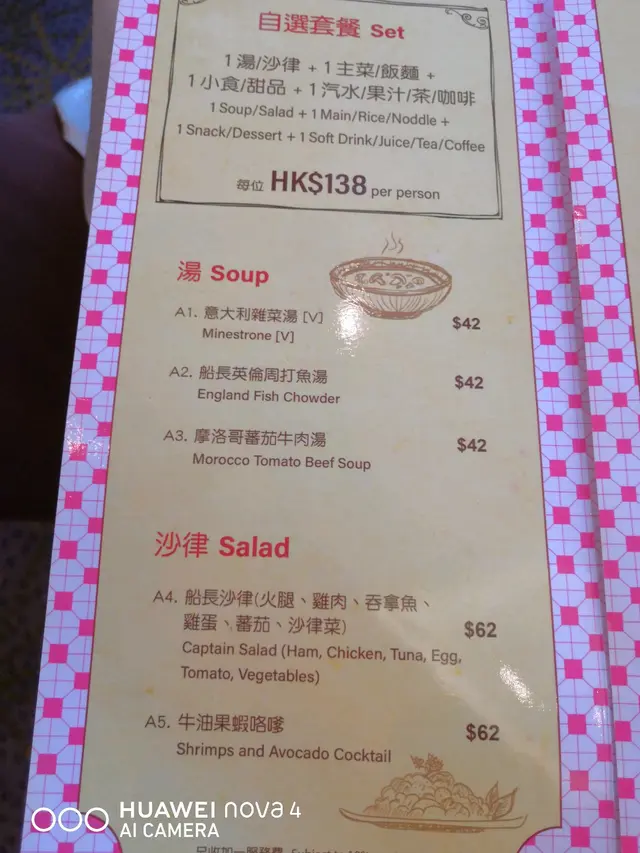 自選套餐 Set
1湯/沙律 + 1主菜/飯麵 +
1小食/甜品 + 1汽水/果汁/茶/咖啡
1 Soup/Salad + 1 Main/Rice/Noddle +
1 Snack/Dessert + 1 Soft Drink/Juice/Tea/Coffee
每位 HK$138 per person
湯 Soup
A1. 意大利雜菜湯 [V]
Minestrone [V]
$42
A2. 船長英倫周打魚湯
England Fish Chowder
$42
A3. 摩洛哥蕃茄牛肉湯
Morocco Tomato Beef Soup
$42
沙律 Salad
A4. 船長沙律(火腿、雞肉、吞拿魚、
雞蛋、蕃茄、沙律菜)
$62
Captain Salad (Ham, Chicken, Tuna, Egg,
Tomato, Vegetables)
A5. 牛油果蝦咯嗲
$62
Shrimps and Avocado Cocktail
HUAWEI nova 4
AI CAMERA